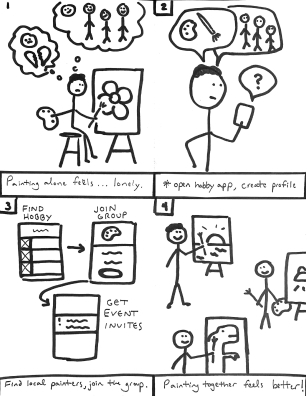 1
Painting alone feels... lonely.
2
?
* open hobby app, create profile
3
FIND
HOBBY
JOIN
GROUP
GET
EVENT
INVITES
Find local painters, join the group.
4
Painting together feels better!